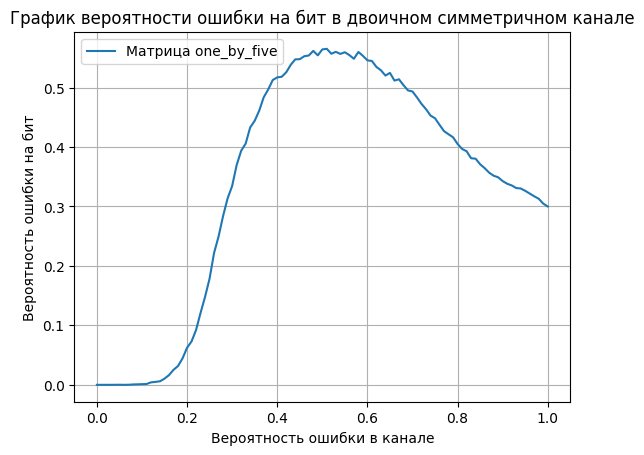 График вероятности ошибки на бит в двоичном симметричном канале
Матрица one_by_five
Вероятность ошибки на бит
0.5
0.4
0.3
0.2
0.1
0.0
0.0 0.2 0.4 0.6 0.8 1.0
Вероятность ошибки в канале